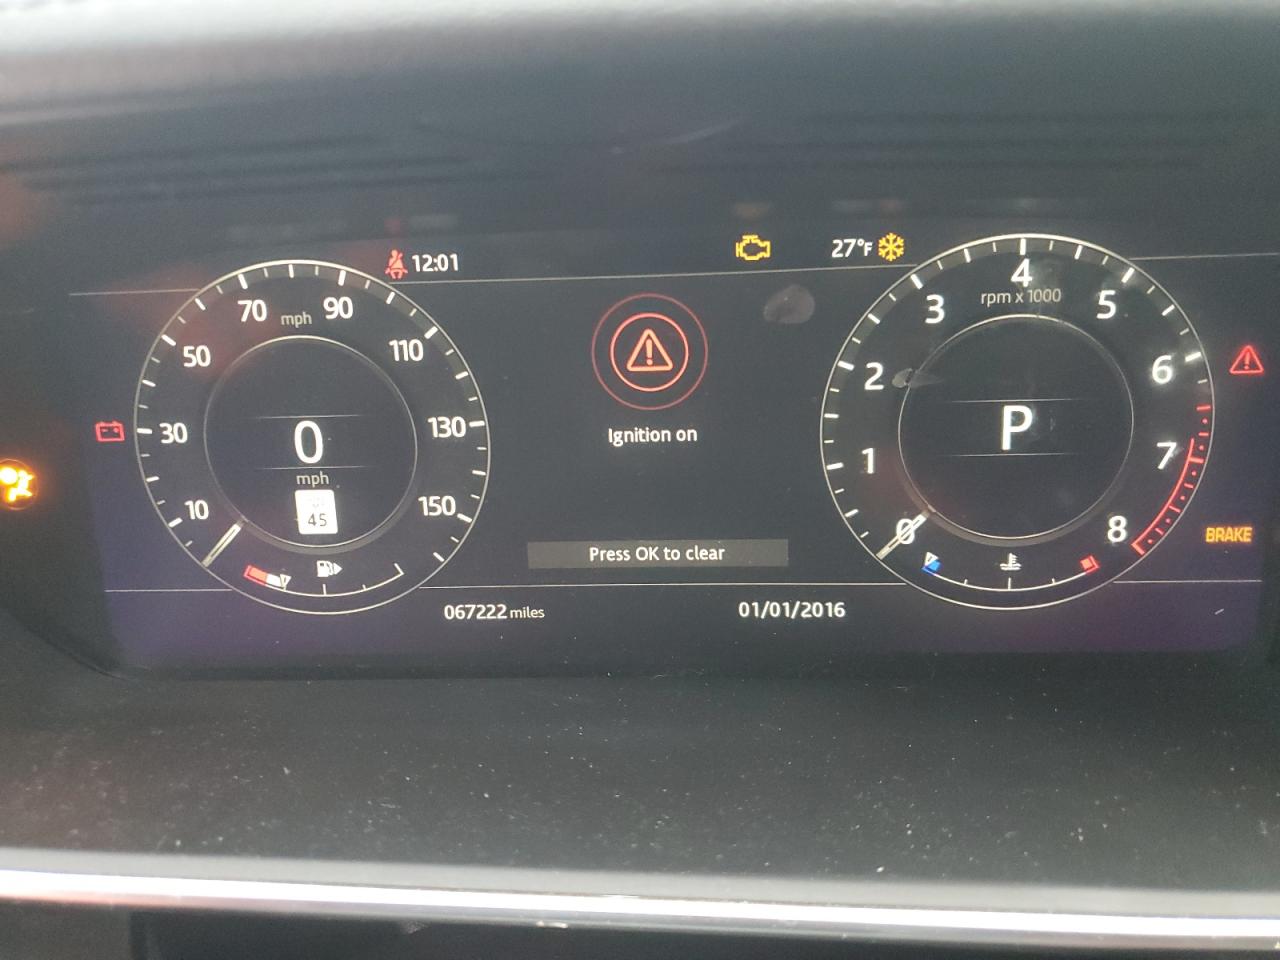 12:01
27°F
70
mph
90
50
110
30
130
10
150
0
mph
45
Ignition on
Press OK to clear
067222 miles
01/01/2016
4
rpm x 1000
3
5
2
6
1
7
0
8
P
BRAKE